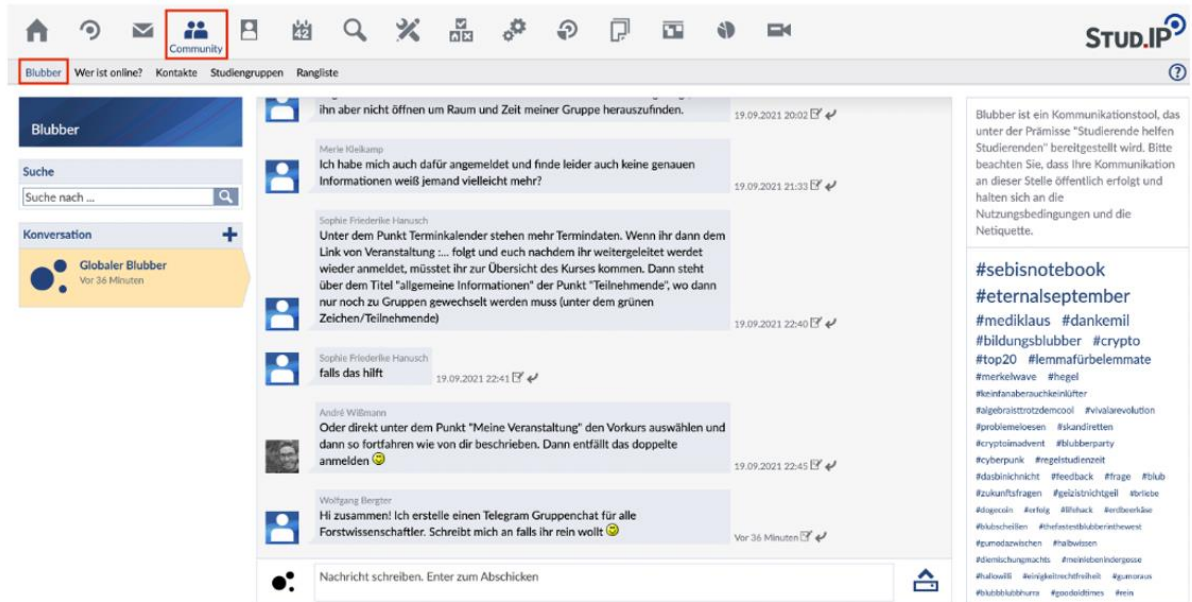 42
Community
STUD.IP
Blubber Wer ist online? Kontakte Studiengruppen Rangliste
?
Blubber
Suche
Suche nach ...
Konversation
Globaler Blubber
Vor 36 Minuten
ihn aber nicht öffnen um Raum und Zeit meiner Gruppe herauszufinden.
19.09.2021 20:02
Merie Kleikamp
Ich habe mich auch dafür angemeldet und finde leider auch keine genauen
Informationen weiß jemand vielleicht mehr?
19.09.2021 21:33
Sophie Friederike Hanusch
Unter dem Punkt Terminkalender stehen mehr Termindaten. Wenn ihr dann dem
Link von Veranstaltung :... folgt und euch nachdem ihr weitergeleitet werdet
wieder anmeldet, müsstet ihr zur Übersicht des Kurses kommen. Dann steht
über dem Titel "allgemeine Informationen" der Punkt "Teilnehmende", wo dann
nur noch zu Gruppen gewechselt werden muss (unter dem grünen
Zeichen/Teilnehmende)
19.09.2021 22:40
Sophie Friederike Hanusch
falls das hilft
19.09.2021 22:41
André Wißmann
Oder direkt unter dem Punkt "Meine Veranstaltung" den Vorkurs auswählen und
dann so fortfahren wie von dir beschrieben. Dann entfällt das doppelte
anmelden
19.09.2021 22:45
Wolfgang Bergter
Hi zusammen! Ich erstelle einen Telegram Gruppenchat für alle
Forstwissenschaftler. Schreibt mich an falls ihr rein wollt
Vor 36 Minuten
Nachricht schreiben. Enter zum Abschicken
Blubber ist ein Kommunikationstool, das
unter der Prämisse "Studierende helfen
Studierenden" bereitgestellt wird. Bitte
beachten Sie, dass Ihre Kommunikation
an dieser Stelle öffentlich erfolgt und
halten sich an die
Nutzungsbedingungen und die
Netiquette.
#sebisnotebook
#eternalseptember
#mediklaus #dankemil
#bildungsblubber #crypto
#top20 #lemmafürbelemmate
#merkelwave #hegel
#keinfanaberauchkeinlüfter
#algebraisttrotzdemcool #vivalarevolution
#problemeloesen #skandiretten
#cryptoimadvent #blubberparty
#cyberpunk #regelstudienzeit
#dasbinichnicht #feedback #frage #blub
#zukunftsfragen #geizistnichtgeil #brliebe
#dogecoin #erfolg #lifehack #erdbeerkäse
#blubscheißen #thefastestblubberinthewest
#gumodazwischen #halbwissen
#diemischungmachts #meinlebenindergosse
#hallowilli #einigkeitrechtfreiheit #gumoraus
#blubbblubbhurra #goodoldtimes #rein